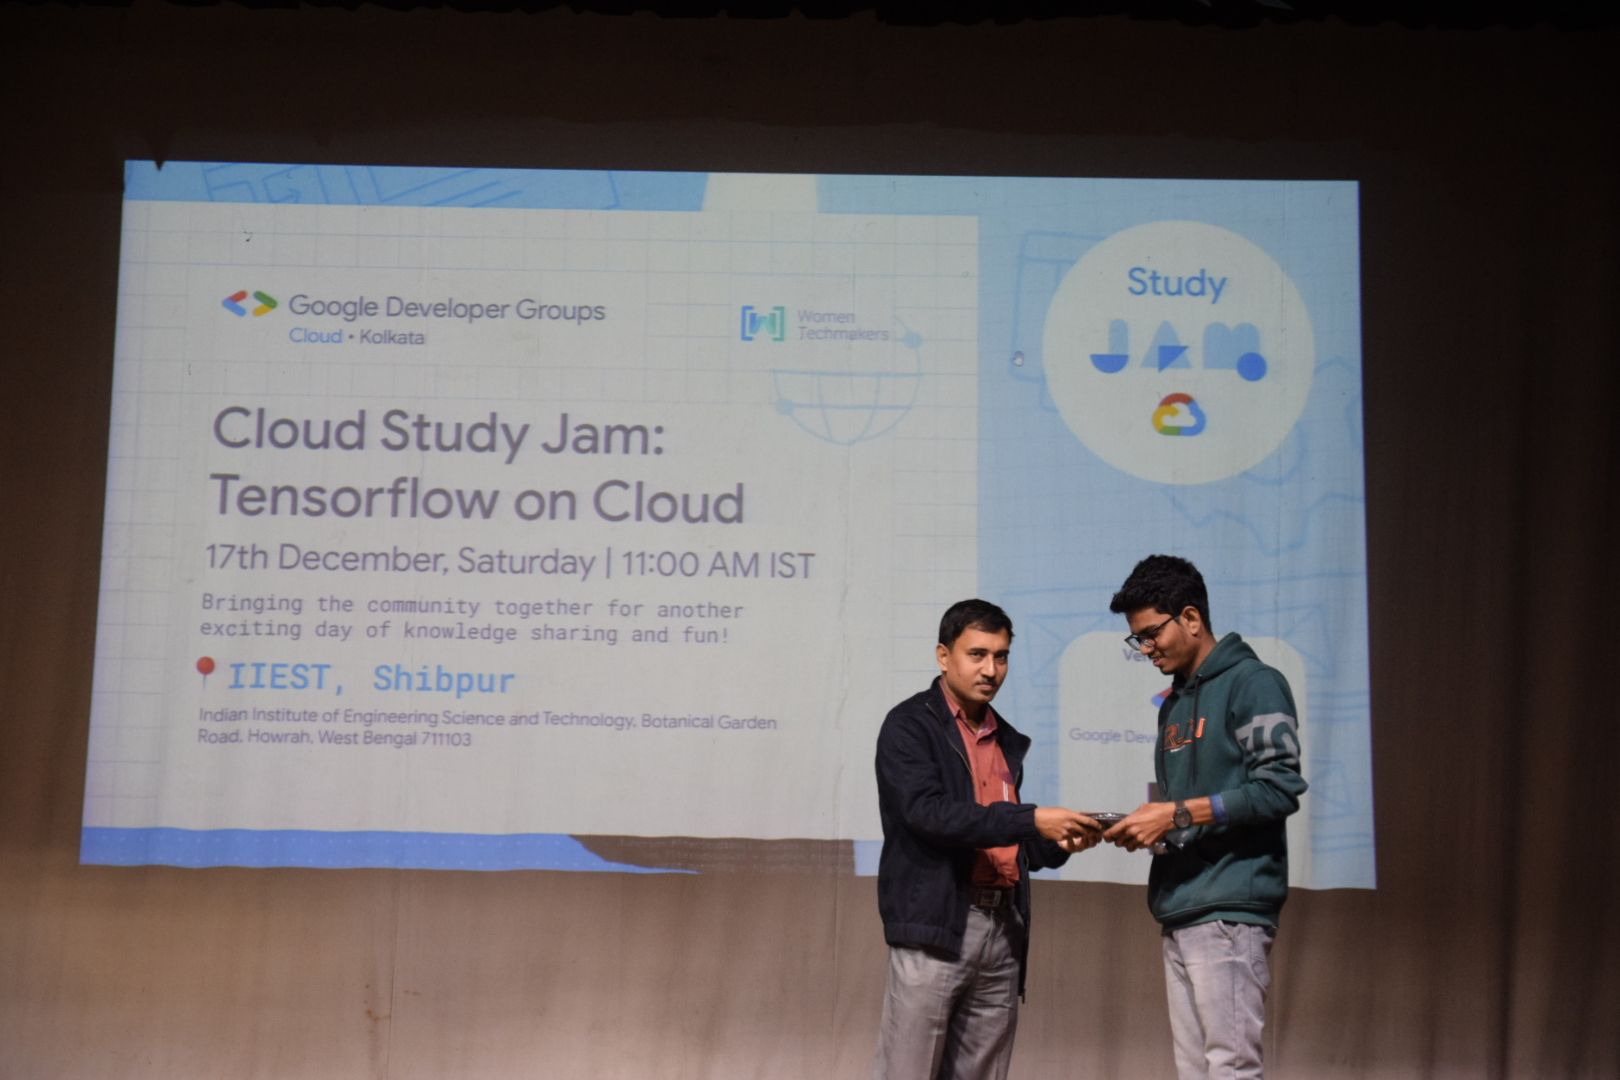 Google Developer Groups
Cloud • Kolkata
Women
Techmakers
Cloud Study Jam:
Tensorflow on Cloud
17th December, Saturday | 11:00 AM IST
Bringing the community together for another
exciting day of knowledge sharing and fun!
IIEST, Shibpur
Indian Institute of Engineering Science and Technology, Botanical Garden
Road, Howrah, West Bengal 711103
Study
JAM
Google